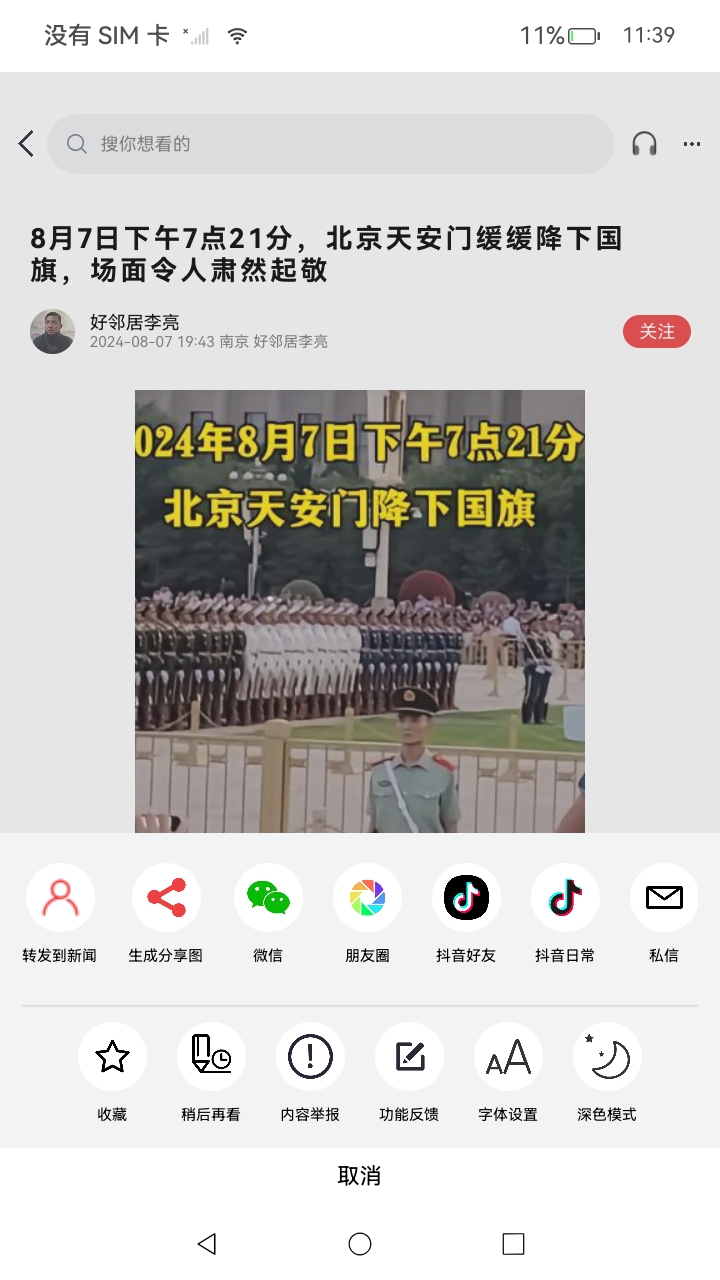 没有 SIM 卡
11%
11:39
搜你想看的
8月7日下午7点21分，北京天安门缓缓降下国
旗，场面令人肃然起敬
好邻居李亮
2024-08-07 19:43 南京 好邻居李亮
关注
024年8月7日下午7点21分
北京天安门降下国旗
转发到新闻
生成分享图
微信
朋友圈
抖音好友
抖音日常
私信
收藏
稍后再看
内容举报
功能反馈
字体设置
深色模式
取消